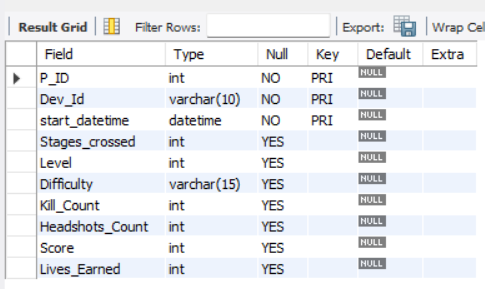 Result Grid Filter Rows: Export: Wrap Cel
Field Type Null Key Default Extra
P_ID int NO PRI NULL
Dev_Id varchar(10) NO PRI NULL
start_datetime datetime NO PRI NULL
Stages_crossed int YES NULL
Level int YES NULL
Difficulty varchar(15) YES NULL
Kill_Count int YES NULL
Headshots_Count int YES NULL
Score int YES NULL
Lives_Earned int YES NULL